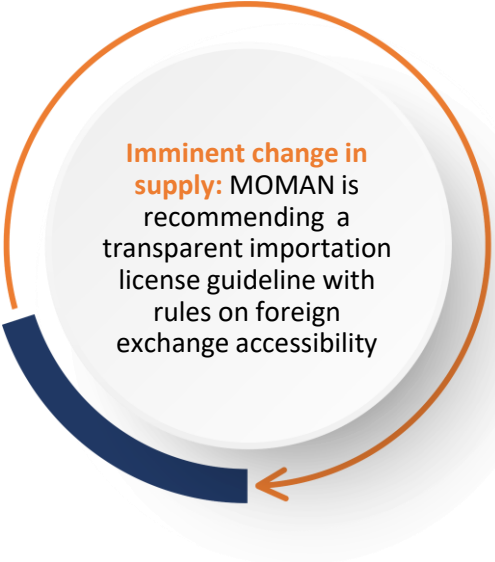 Imminent change in
supply: MOMAN is
recommending a
transparent importation
license guideline with
rules on foreign
exchange accessibility